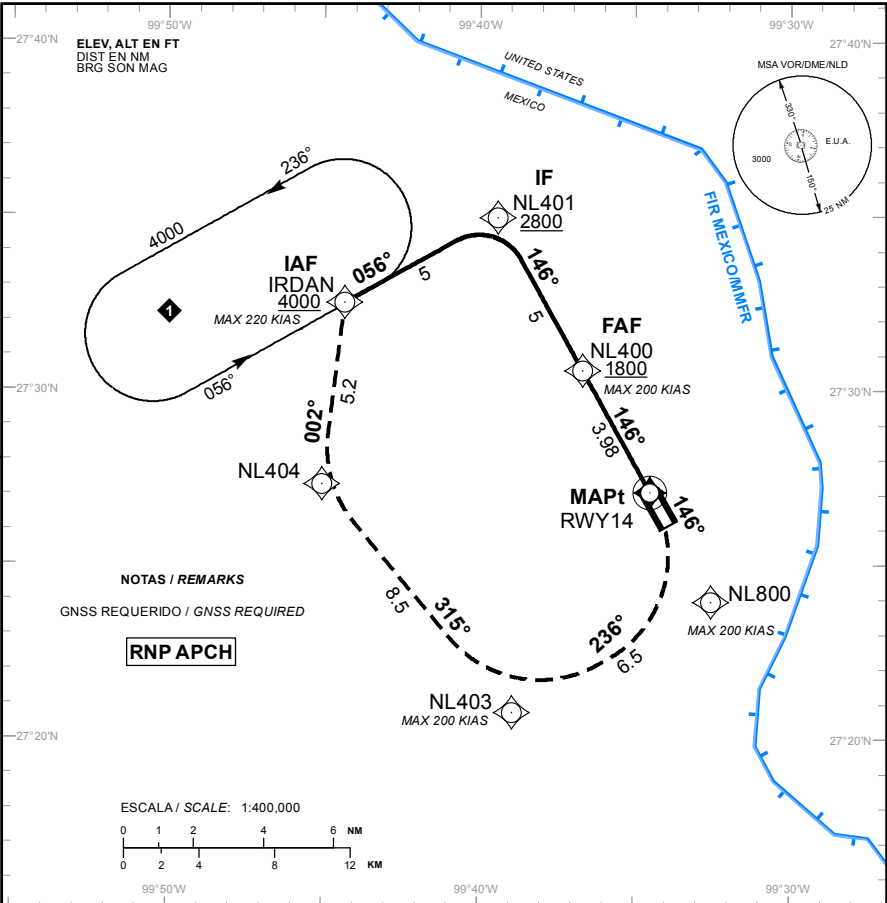 99°50'W
99°40'W
99°30'W
27°40'N
27°40'N
ELEV, ALT EN FT
DIST EN NM
BRG SON MAG
UNITED STATES
MEXICO
MSA VOR/DME/NLD
330°
E.U.A.
3000
150°
25 NM
FIR MEXICO/MMFR
236°
4000
1
056°
IF
NL401
2800
IAF
IRDAN
4000
MAX 220 KIAS
056°
5
146°
5
FAF
NL400
1800
MAX 200 KIAS
27°30'N
27°30'N
5.2
002°
146°
3.98
NL404
MAPt
RWY14
146°
NOTAS / REMARKS
GNSS REQUERIDO / GNSS REQUIRED
RNP APCH
8.5
315°
236°
6.5
NL800
MAX 200 KIAS
NL403
MAX 200 KIAS
27°20'N
27°20'N
ESCALA / SCALE: 1:400,000
0 1 2 4 6 NM
0 2 4 8 12 KM
99°50'W
99°40'W
99°30'W